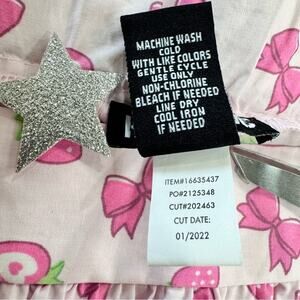 MACHINE WASH
COLD
WITH LIKE COLORS
GENTLE CYCLE
USE ONLY
NON-CHLORINE
BLEACH IF NEEDED
LINE DRY
COOL IRON
IF NEEDED
ITEM#16635437
PO#2125348
CUT#202463
CUT DATE:
01/2022